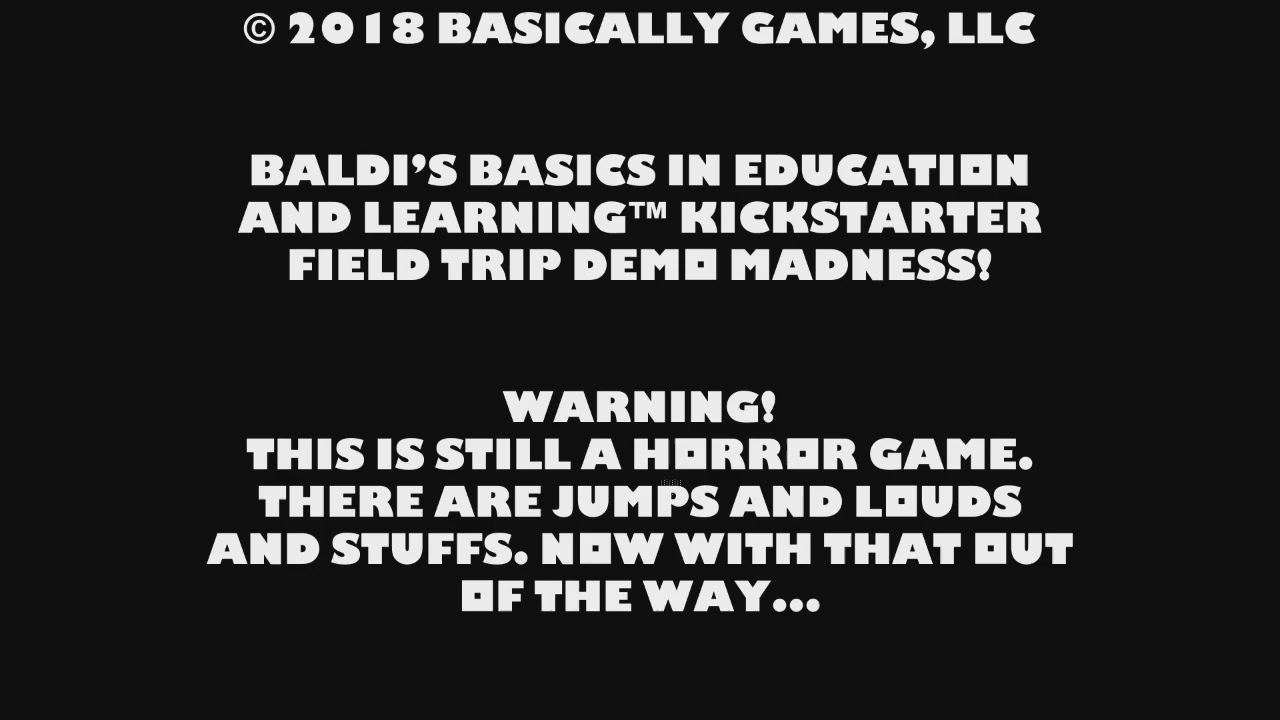 © 2018 BASICALLY GAMES, LLC
BALDI’S BASICS IN EDUCATION
AND LEARNING™ KICKSTARTER
FIELD TRIP DEMO MADNESS!
WARNING!
THIS IS STILL A HORROR GAME.
THERE ARE JUMPS AND LOUDS
AND STUFFS. NOW WITH THAT OUT
OF THE WAY...